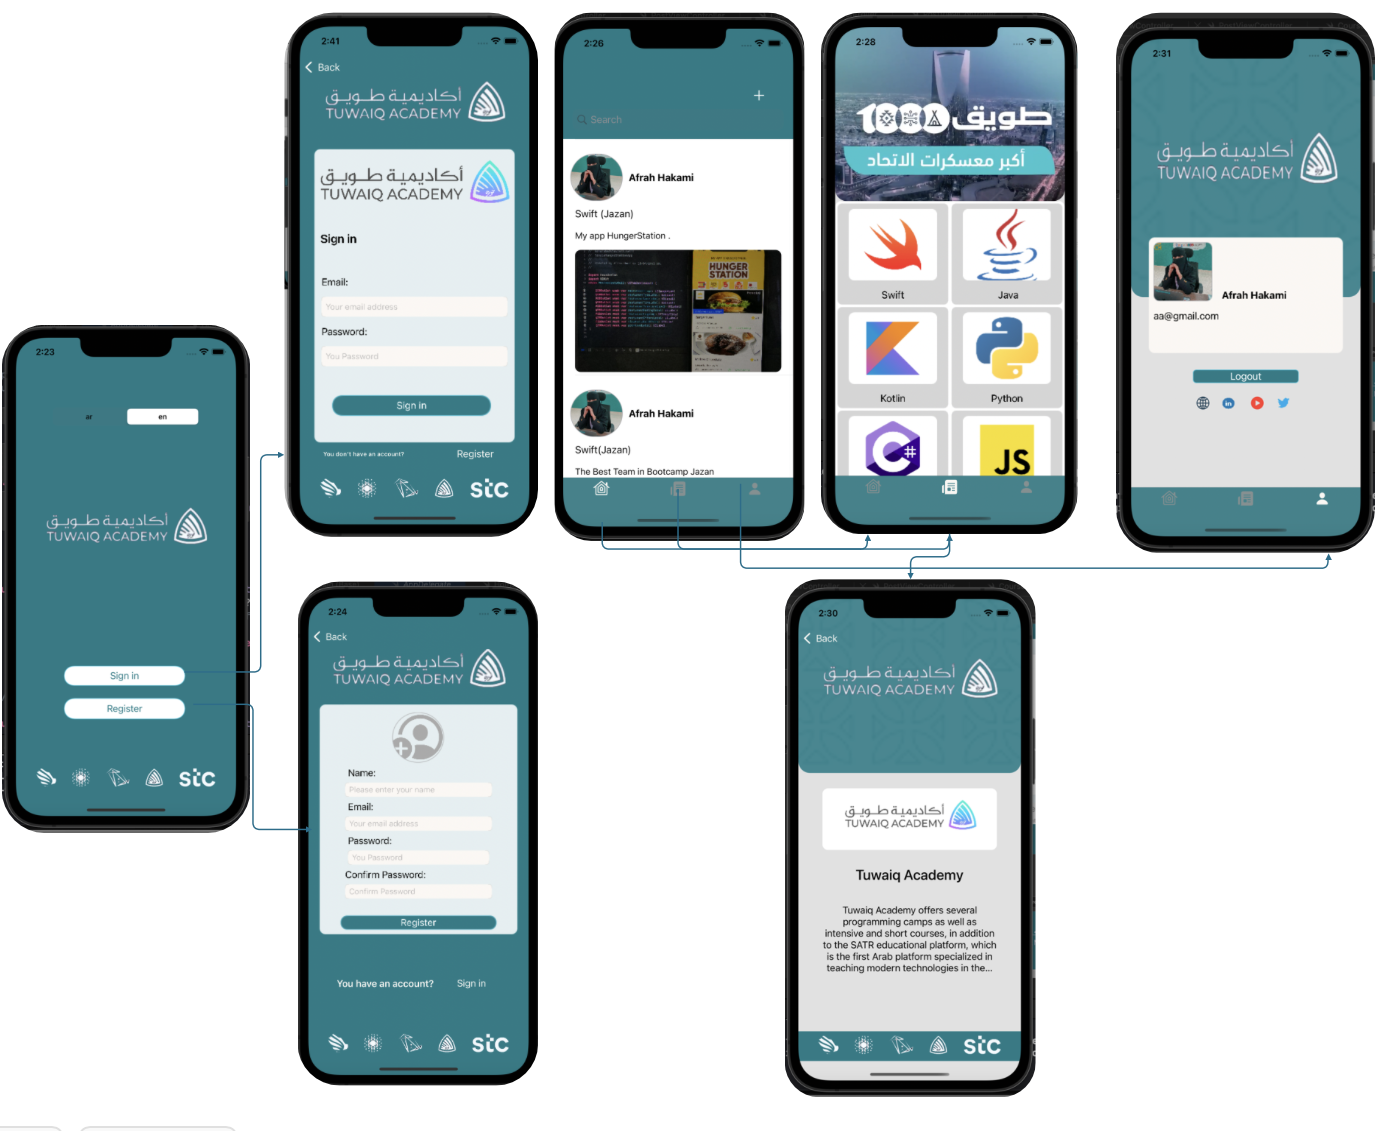 2:23
ar
en
أكاديمية طويق
TUWAIQ ACADEMY
Sign in
Register
stc
2:41
Back
أكاديمية طويق
TUWAIQ ACADEMY
أكاديمية طويق
TUWAIQ ACADEMY
Sign in
Email:
Your email address
Password:
You Password
Sign in
You don't have an account?
Register
stc
2:24
Back
أكاديمية طويق
TUWAIQ ACADEMY
Name:
Please enter your name
Email:
Your email address
Password:
You Password
Confirm Password:
Confirm Password
Register
You have an account?
Sign in
stc
2:26
+
Search
Afrah Hakami
Swift (Jazan)
My app HungerStation .
HUNGER
STATION
Afrah Hakami
Swift(Jazan)
The Best Team in Bootcamp Jazan
2:28
طويق 1000
أكبر معسكرات الاتحاد
Swift
Java
Kotlin
Python
C#
JS
2:30
Back
أكاديمية طويق
TUWAIQ ACADEMY
أكاديمية طويق
TUWAIQ ACADEMY
Tuwaiq Academy
Tuwaiq Academy offers several
programming camps as well as
intensive and short courses, in addition
to the SATR educational platform, which
is the first Arab platform specialized in
teaching modern technologies in the...
stc
2:31
أكاديمية طويق
TUWAIQ ACADEMY
Afrah Hakami
aa@gmail.com
Logout
in